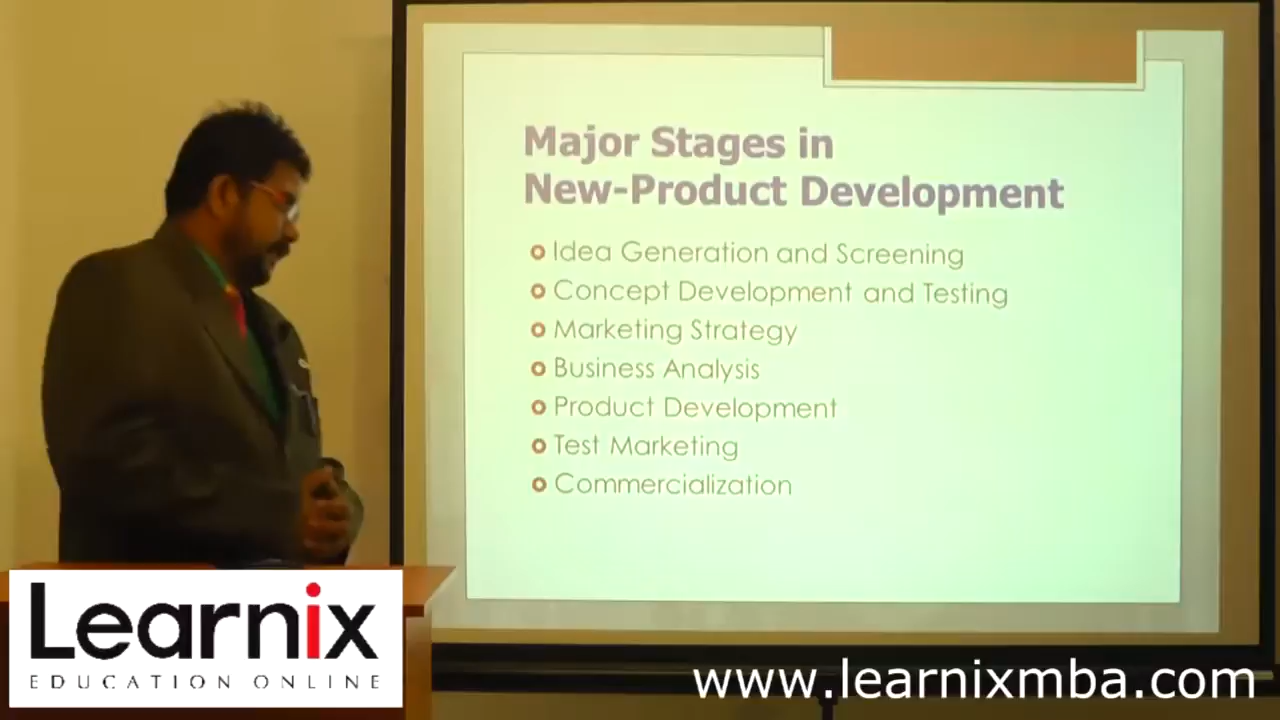 Major Stages in
New-Product Development
Idea Generation and Screening
Concept Development and Testing
Marketing Strategy
Business Analysis
Product Development
Test Marketing
Commercialization
Learnix
EDUCATION ONLINE
www.learnixmba.com